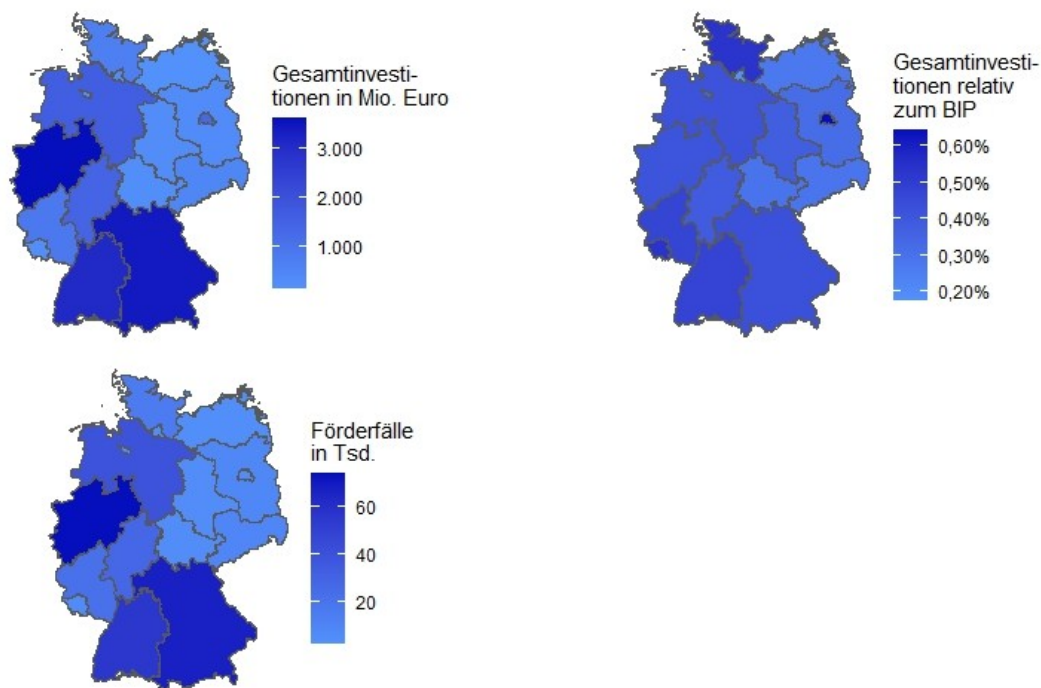 Gesamtinvesti-
tionen in Mio. Euro
3.000
2.000
1.000
Gesamtinvesti-
tionen relativ
zum BIP
0,60%
0,50%
0,40%
0,30%
0,20%
Förderfälle
in Tsd.
60
40
20